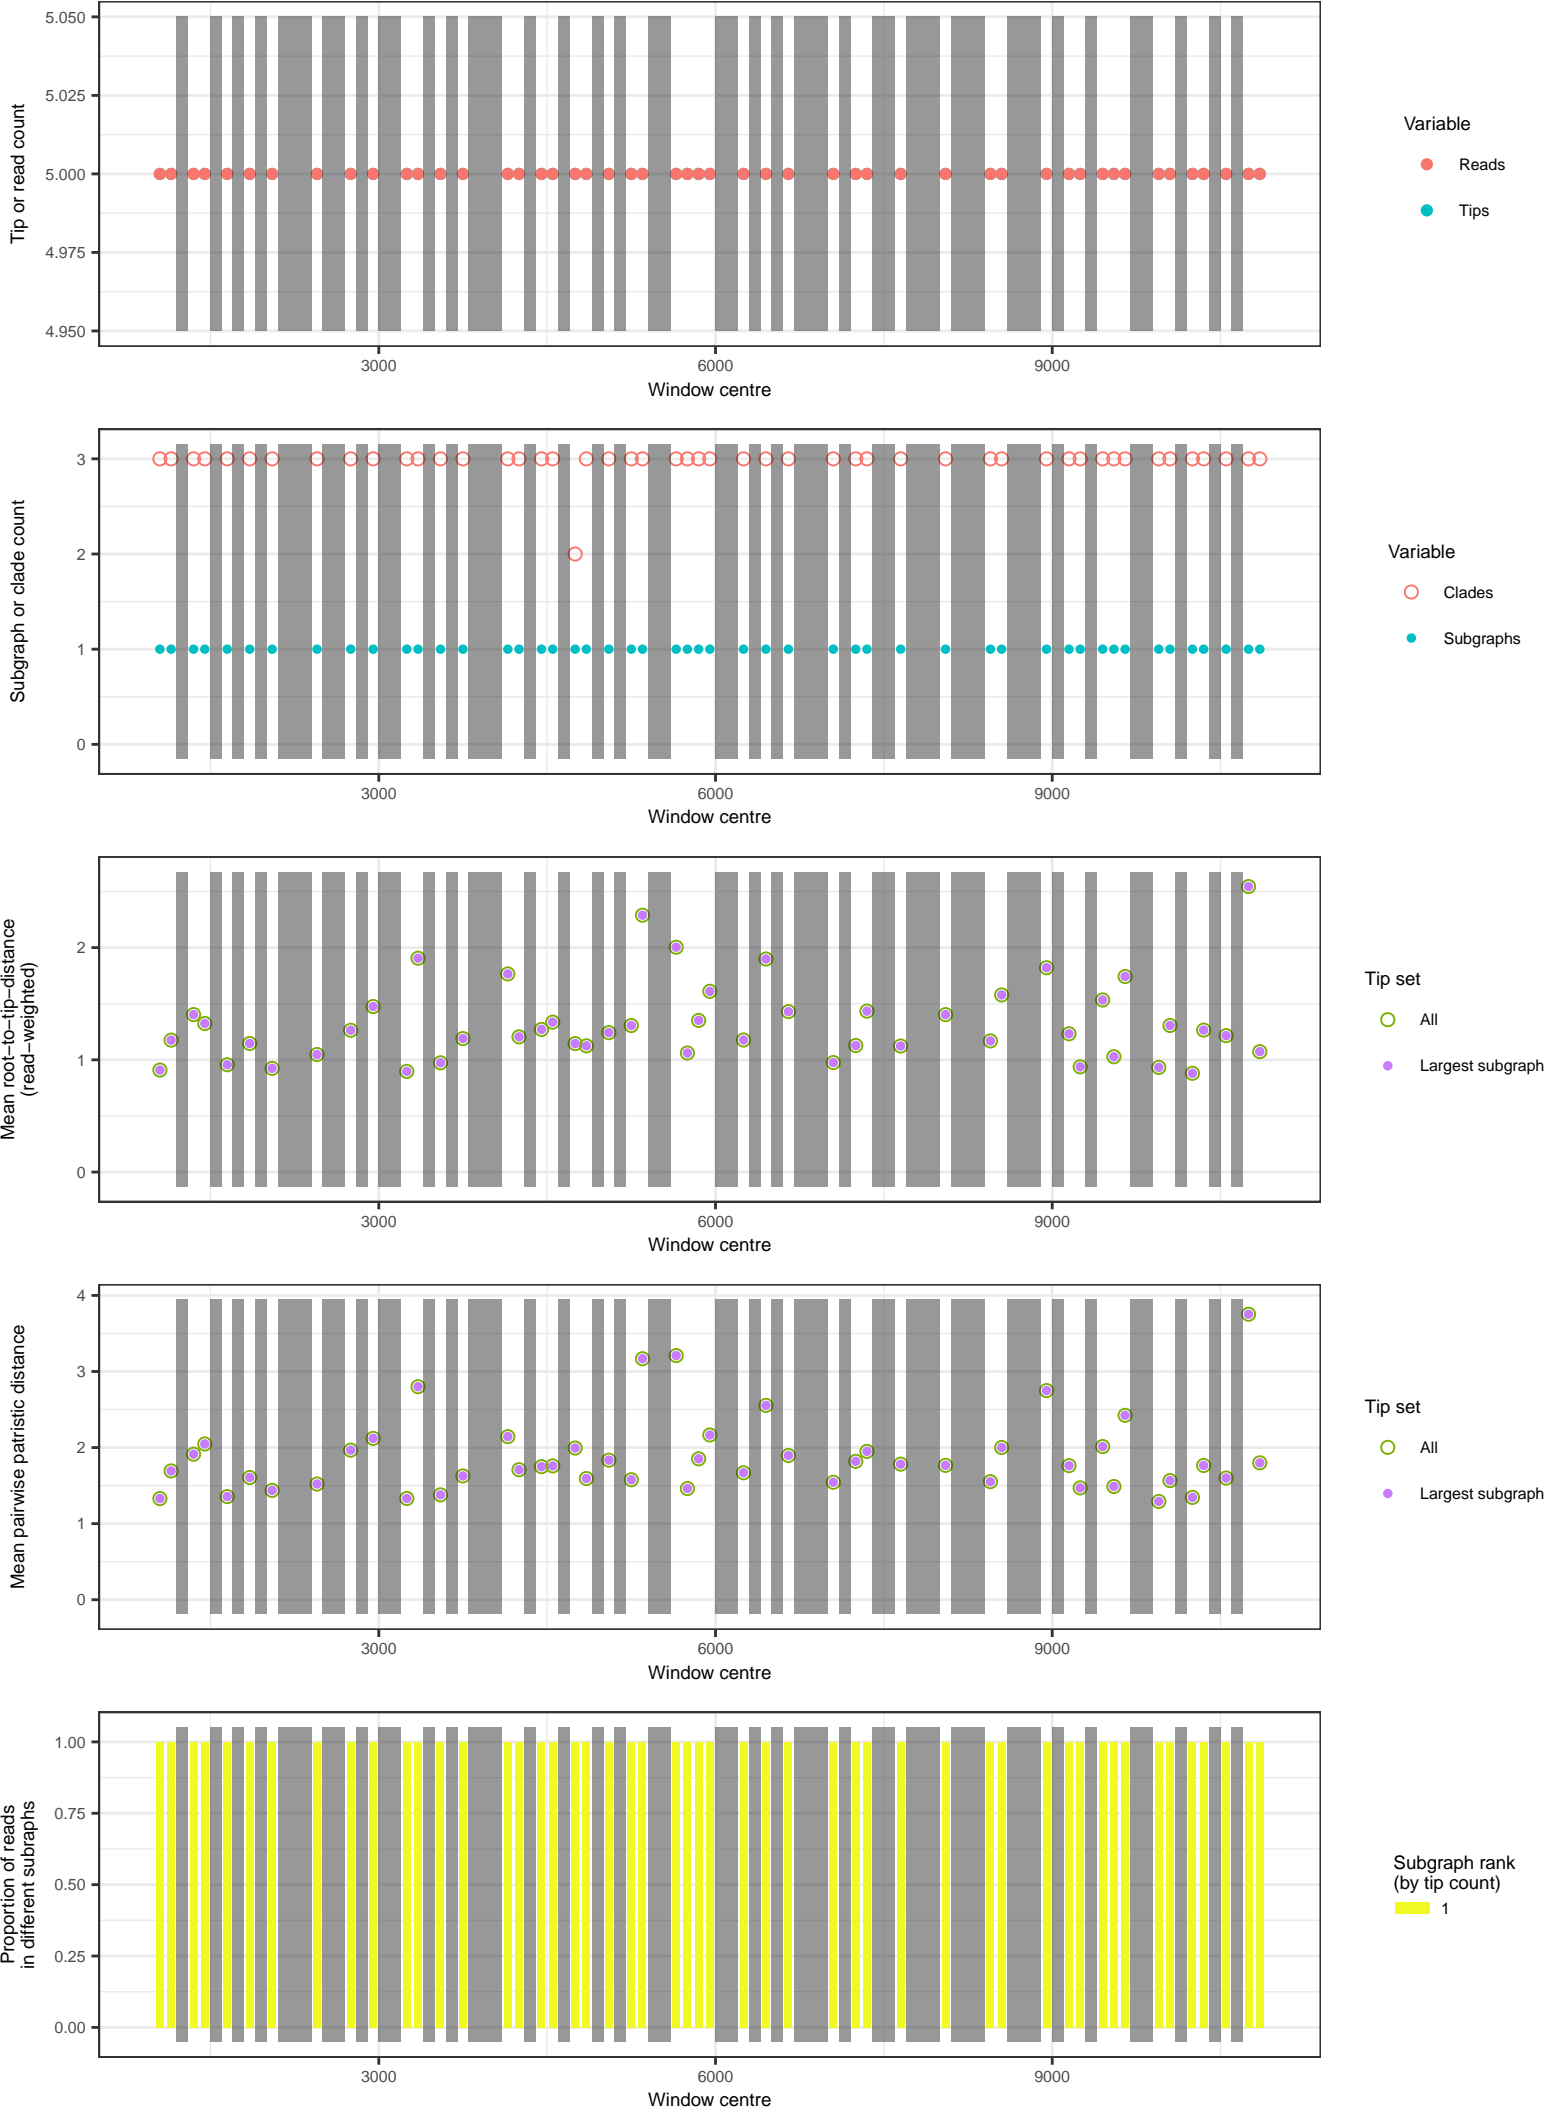 5.050
5.025
5.000
4.975
4.950
Tip or read count
3000 6000 9000
Window centre
Variable
Reads
Tips
3
2
1
0
Subgraph or clade count
3000 6000 9000
Window centre
Variable
Clades
Subgraphs
2
1
0
Mean root−to−tip−distance
(read−weighted)
3000 6000 9000
Window centre
Tip set
All
Largest subgraph
4
3
2
1
0
Mean pairwise patristic distance
3000 6000 9000
Window centre
Tip set
All
Largest subgraph
1.00
0.75
0.50
0.25
0.00
Proportion of reads
in different subraphs
3000 6000 9000
Window centre
Subgraph rank
(by tip count)
1